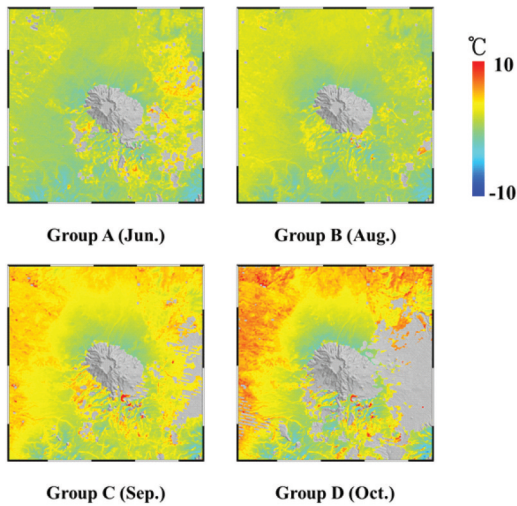 ℃
10
-10
Group A (Jun.)
Group B (Aug.)
Group C (Sep.)
Group D (Oct.)